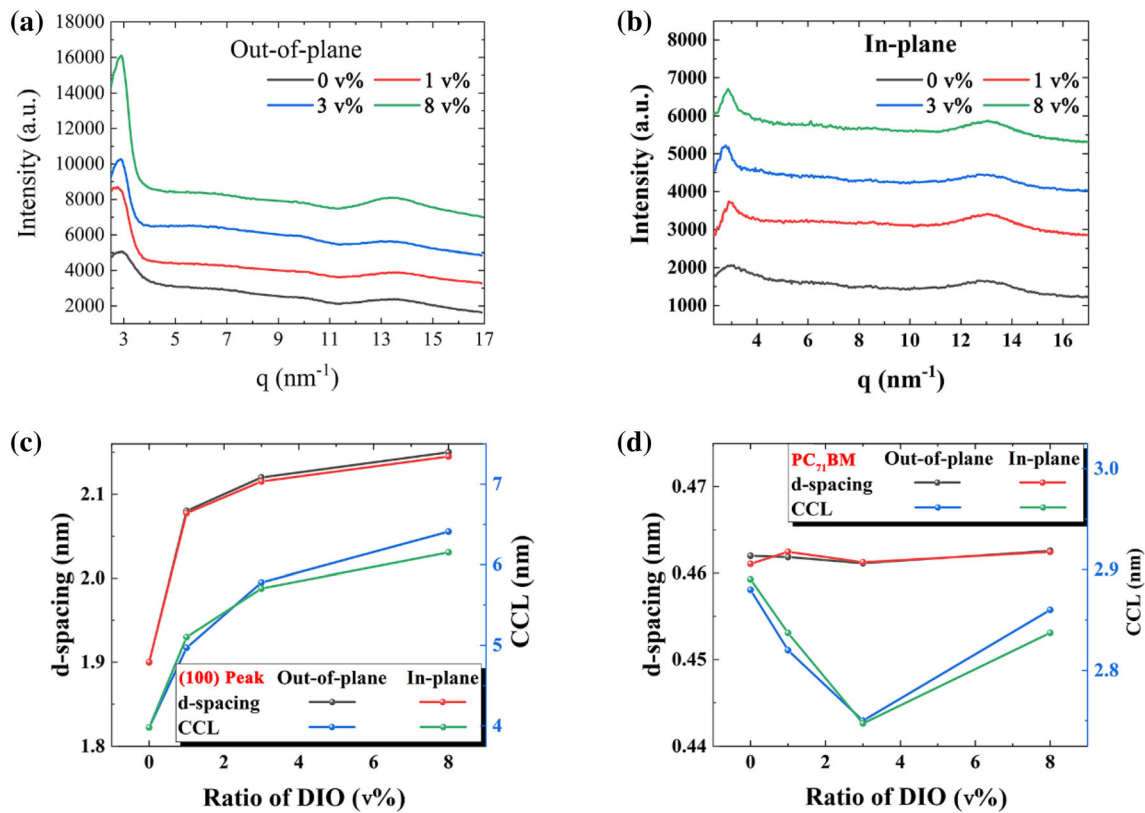 (a)
Out-of-plane
0 v% 1 v%
3 v% 8 v%
Intensity (a.u.)
18000
16000
14000
12000
10000
8000
6000
4000
2000
3 5 7 9 11 13 15 17
q (nm⁻¹)
(b)
In-plane
0 v% 1 v%
3 v% 8 v%
Intensity (a.u.)
8000
7000
6000
5000
4000
3000
2000
1000
4 6 8 10 12 14 16
q (nm⁻¹)
(c)
d-spacing (nm)
2.1
2.0
1.9
1.8
CCL (nm)
7
6
5
4
(100) Peak Out-of-plane In-plane
d-spacing
CCL
0 2 4 6 8
Ratio of DIO (v%)
(d)
d-spacing (nm)
0.47
0.46
0.45
0.44
CCL (nm)
3.0
2.9
2.8
PC₇₁BM Out-of-plane In-plane
d-spacing
CCL
0 2 4 6 8
Ratio of DIO (v%)